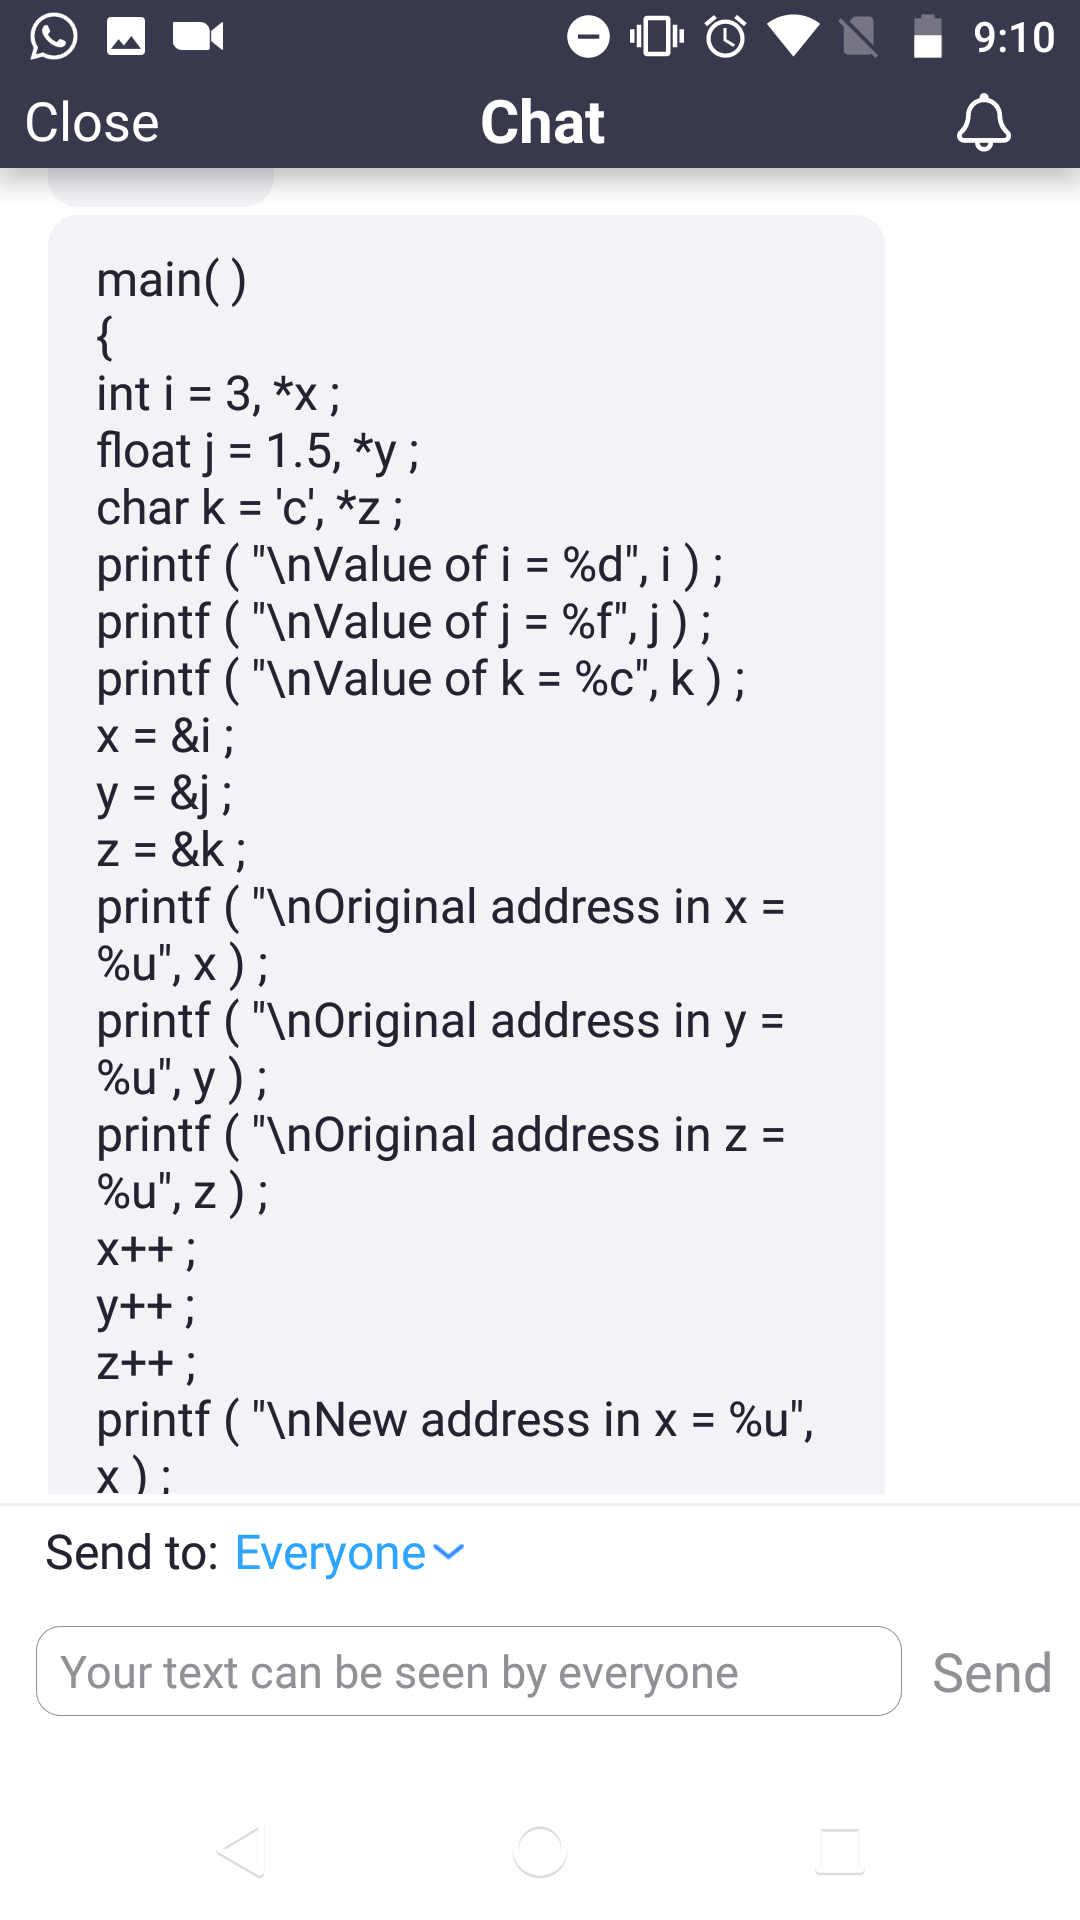 9:10
Close Chat
main( )
{
int i = 3, *x ;
float j = 1.5, *y ;
char k = 'c', *z ;
printf ( "\nValue of i = %d", i ) ;
printf ( "\nValue of j = %f", j ) ;
printf ( "\nValue of k = %c", k ) ;
x = &i ;
y = &j ;
z = &k ;
printf ( "\nOriginal address in x =
%u", x ) ;
printf ( "\nOriginal address in y =
%u", y ) ;
printf ( "\nOriginal address in z =
%u", z ) ;
x++ ;
y++ ;
z++ ;
printf ( "\nNew address in x = %u",
x ) ;
Send to: Everyone
Your text can be seen by everyone Send